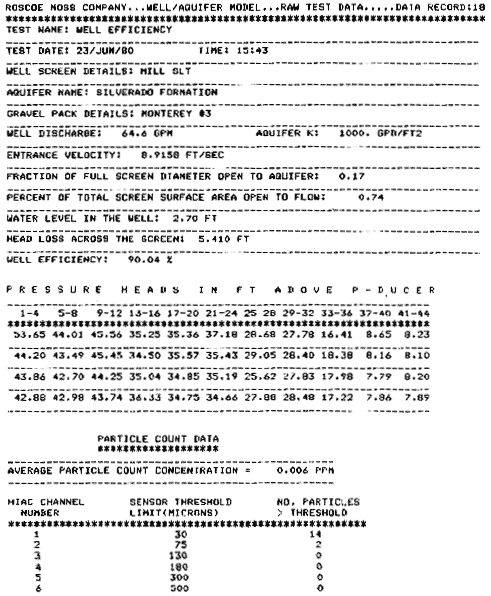 ROSCOE MOSS COMPANY...WELL/AQUIFER MODEL...RAW TEST DATA.....DATA RECORD:18
***********************************************************************
TEST NAME: WELL EFFICIENCY
TEST DATE: 23/JUN/80 TIME: 15:43
WELL SCREEN DETAILS: MILL SLT
AQUIFER NAME: SILVERADO FORNATION
GRAVEL PACK DETAILS: MONTEREY #3
WELL DISCHARGE: 64.6 GPM AQUIFER K: 1000. GPD/FT2
ENTRANCE VELOCITY: 8.9158 FT/SEC
FRACTION OF FULL SCREEN DIAMETER OPEN TO AQUIFER: 0.17
PERCENT OF TOTAL SCREEN SURFACE AREA OPEN TO FLOW: 0.74
WATER LEVEL IN THE WELL: 2.70 FT
HEAD LOSS ACROSS THE SCREEN: 5.410 FT
WELL EFFICIENCY: 90.04 %
PRESSURE HEADS IN FT ABOVE P-DUCER
1-4 5-8 9-12 13-16 17-20 21-24 25 28 29-32 33-36 37-40 41-44
***********************************************************************
53.65 44.01 45.56 35.25 35.36 37.18 28.68 27.78 16.41 8.65 8.23
44.20 43.49 45.45 34.50 35.57 35.43 29.05 28.40 18.38 8.16 8.10
43.86 42.70 44.25 35.04 34.85 35.19 25.62 27.83 17.98 7.79 8.20
42.88 42.98 43.74 36.33 34.75 34.66 27.88 28.48 17.22 7.86 7.89
PARTICLE COUNT DATA
*******************
AVERAGE PARTICLE COUNT CONCENTRATION = 0.006 PPM
HIAC CHANNEL SENSOR THRESHOLD NO. PARTICLES
NUMBER LIMIT(MICRONS) > THRESHOLD
***********************************************************
1 30 14
2 75 2
3 130 0
4 180 0
5 300 0
6 500 0